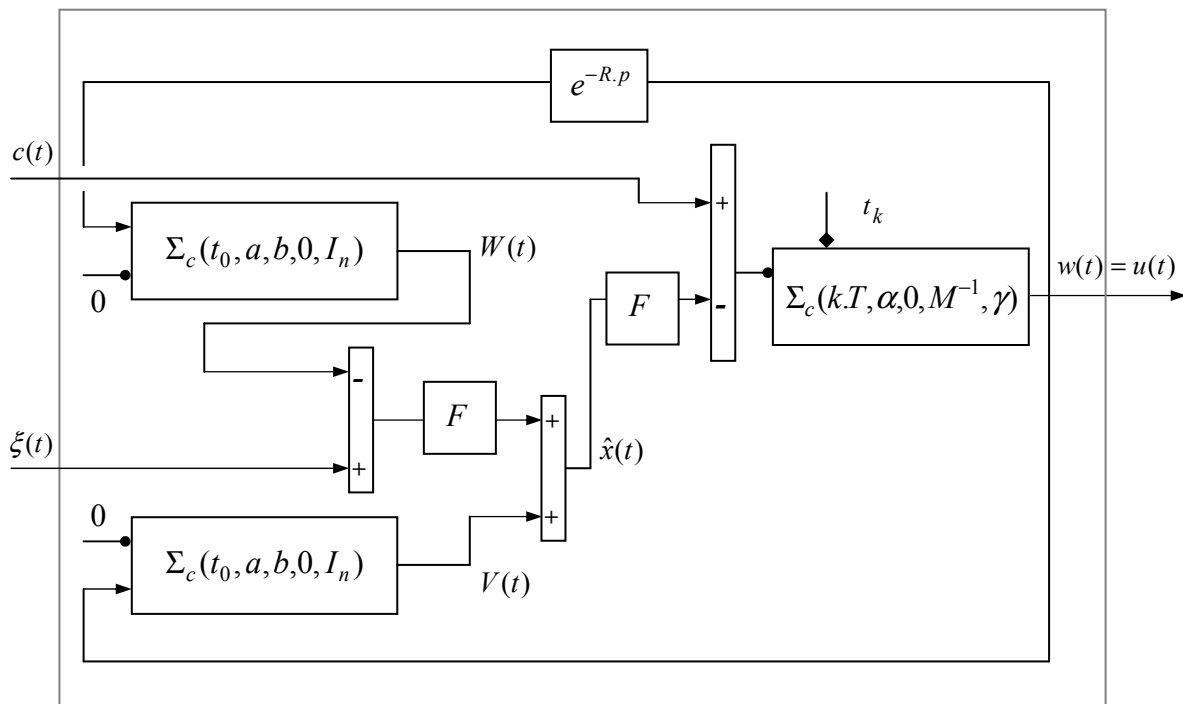 e^{-R.p}
c(t)
+
t_k
Σ_c(t_0,a,b,0,I_n)
W(t)
w(t) = u(t)
0
F
-
Σ_c(k.T,α,0,M^{-1},γ)
-
F
+
ξ(t)
+
x̂(t)
0
+
Σ_c(t_0,a,b,0,I_n)
V(t)